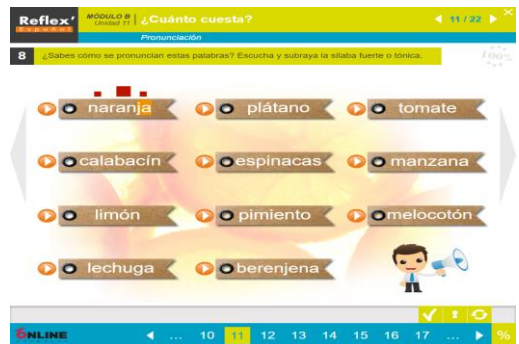 Reflex' MÓDULO B ¿Cuánto cuesta? 11 / 22
Español Unidad 11
Pronunciación
8 ¿Sabes cómo se pronuncian estas palabras? Escucha y subraya la sílaba fuerte o tónica. 100%
naranja plátano tomate
calabacín espinacas manzana
limón pimiento melocotón
lechuga berenjena
ONLINE ... 10 11 12 13 14 15 16 17 ... %